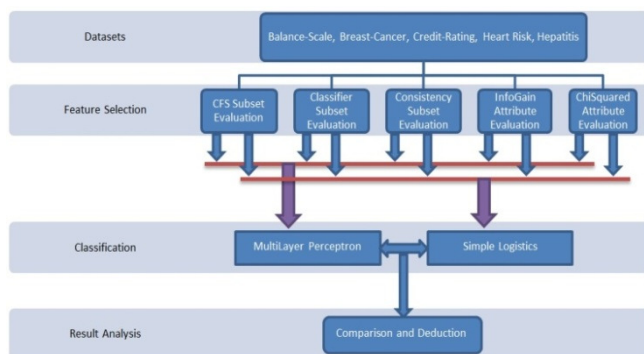 Datasets
Balance-Scale, Breast-Cancer, Credit-Rating, Heart Risk, Hepatitis
Feature Selection
CFS Subset
Evaluation
Classifier
Subset
Evaluation
Consistency
Subset
Evaluation
InfoGain
Attribute
Evaluation
ChiSquared
Attribute
Evaluation
Classification
MultiLayer Perceptron
Simple Logistics
Result Analysis
Comparison and Deduction